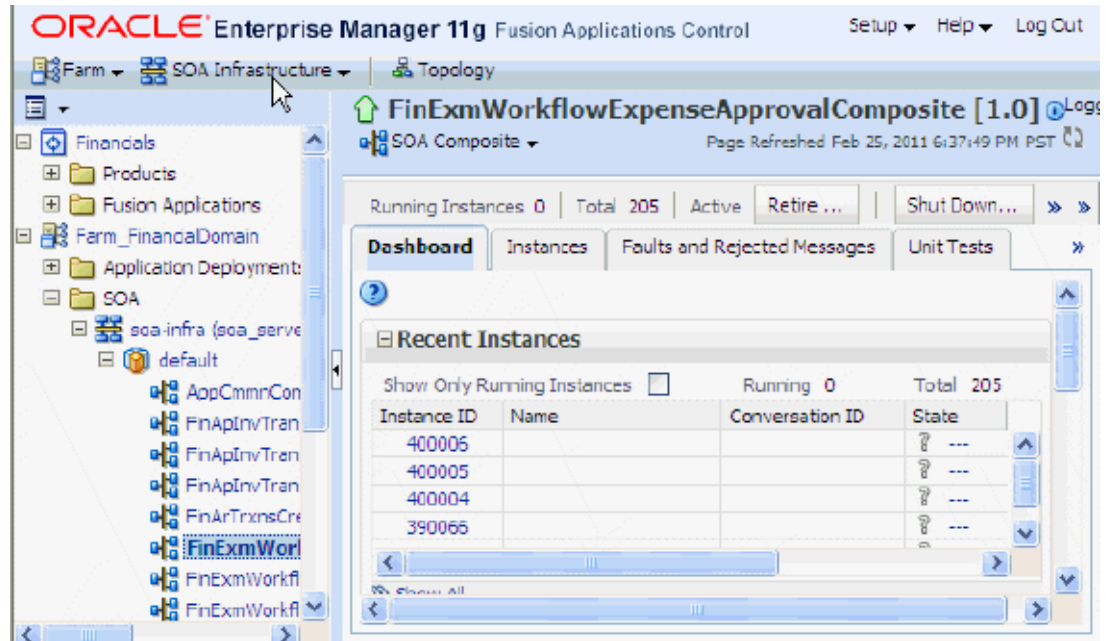 ORACLE Enterprise Manager 11g Fusion Applications Control Setup Help Log Out
Farm SOA Infrastructure Topology
FinExmWorkflowExpenseApprovalComposite [1.0] Logg
SOA Composite Page Refreshed Feb 25, 2011 6:37:49 PM PST
Financials
Products
Fusion Applications
Farm_FinancialDomain
Application Deployments
SOA
soa-infra (soa_serve
default
AppCmmnCon
FinApInvTran
FinApInvTran
FinApInvTran
FinArTrxnsCre
FinExmWorl
FinExmWorkfl
FinExmWorkfl
Running Instances 0 Total 205 Active Retire ... Shut Down...
Dashboard Instances Faults and Rejected Messages Unit Tests
Recent Instances
Show Only Running Instances Running 0 Total 205
Instance ID Name Conversation ID State
400006 ---
400005 ---
400004 ---
390066 ---
Show All